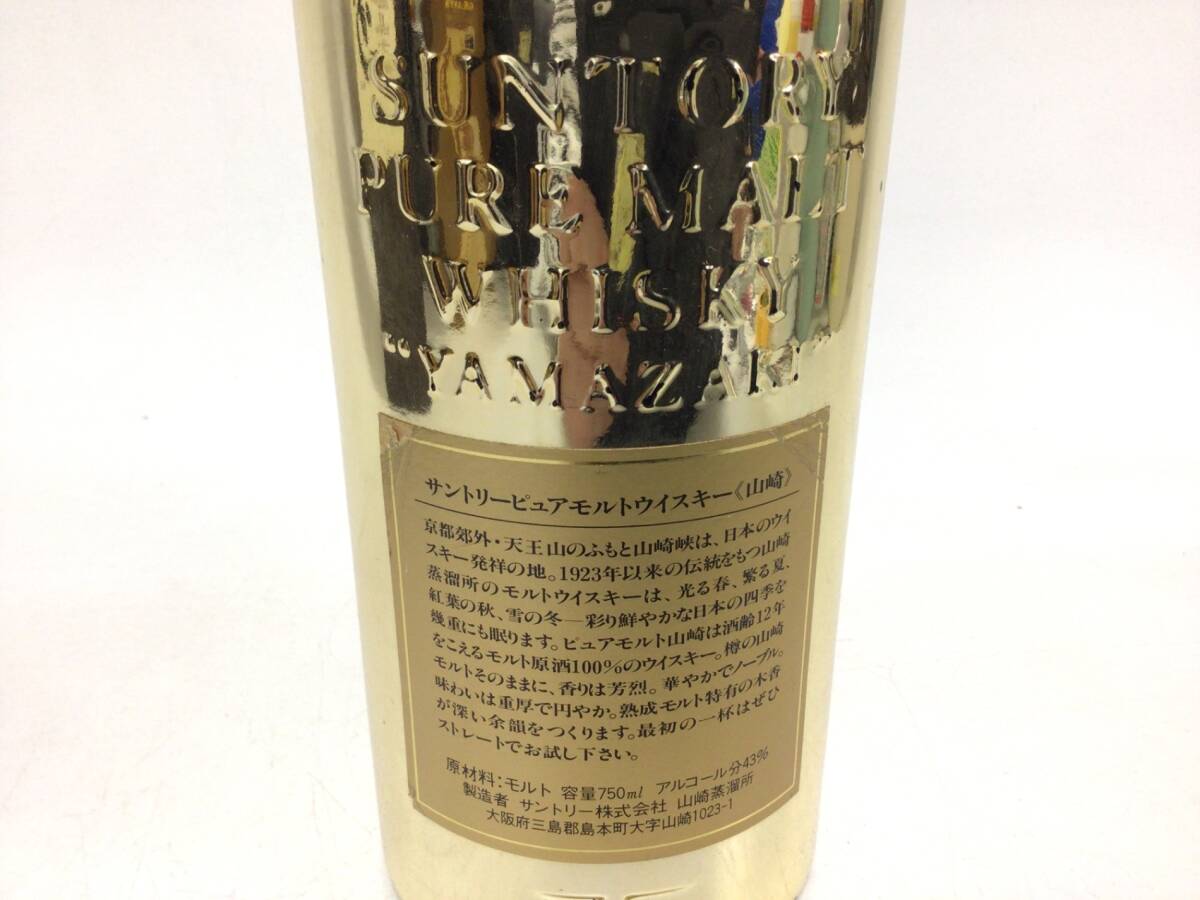 SUNTORY
PURE MALT
WHISKY
"YAMAZAKI"
サントリーピュアモルトウイスキー《山崎》
京都郊外・天王山のふもと山崎峡は、日本のウイ
スキー発祥の地。1923年以来の伝統をもつ山崎
蒸溜所のモルトウイスキーは、光る春、繁る夏、
紅葉の秋、雪の冬─彩り鮮やかな日本の四季を
幾重にも眠ります。ピュアモルト山崎は酒齢12年
をこえるモルト原酒100%のウイスキー。樽の山崎
モルトそのままに、香りは芳烈。華やかでノーブル。
味わいは重厚で円やか。熟成モルト特有の木香
が深い余韻をつくります。最初の一杯はぜひ
ストレートでお試し下さい。
原材料:モルト 容量750ml アルコール分43%
製造者 サントリー株式会社 山崎蒸溜所
大阪府三島郡島本町大字山崎1023-1